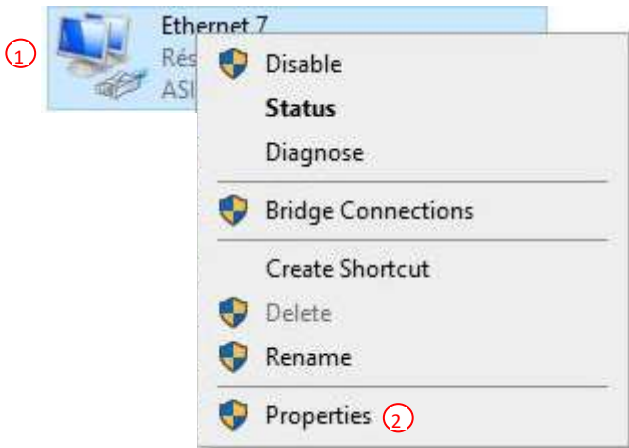 Ethernet 7
1
Rés
ASI
Disable
Status
Diagnose
Bridge Connections
Create Shortcut
Delete
Rename
Properties 2